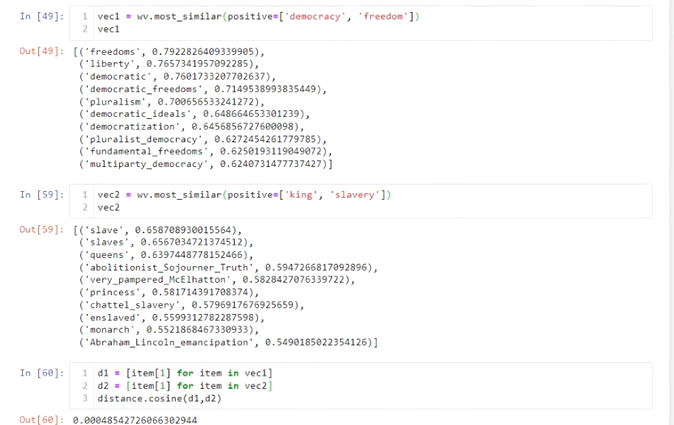 In [49]:
1 vec1 = wv.most_similar(positive=['democracy', 'freedom'])
2 vec1
Out[49]: [('freedoms', 0.7922826409339905),
('liberty', 0.7657341957092285),
('democratic', 0.7601733207702637),
('democratic_freedoms', 0.7149538993835449),
('pluralism', 0.700656533241272),
('democratic_ideals', 0.648664653301239),
('democratization', 0.6456856727600098),
('pluralist_democracy', 0.6272454261779785),
('fundamental_freedoms', 0.6250193119049072),
('multiparty_democracy', 0.6240731477737427)]
In [59]:
1 vec2 = wv.most_similar(positive=['king', 'slavery'])
2 vec2
Out[59]: [('slave', 0.658708930015564),
('slaves', 0.6567034721374512),
('queens', 0.6397448778152466),
('abolitionist_Sojourner_Truth', 0.5947266817092896),
('very_pampered_McElhatton', 0.5828427076339722),
('princess', 0.581714391708374),
('chattel_slavery', 0.5796917676925659),
('enslaved', 0.5599312782287598),
('monarch', 0.5521868467330933),
('Abraham_Lincoln_emancipation', 0.5490185022354126)]
In [60]:
1 d1 = [item[1] for item in vec1]
2 d2 = [item[1] for item in vec2]
3 distance.cosine(d1,d2)
Out[60]: 0.00048542726066302944